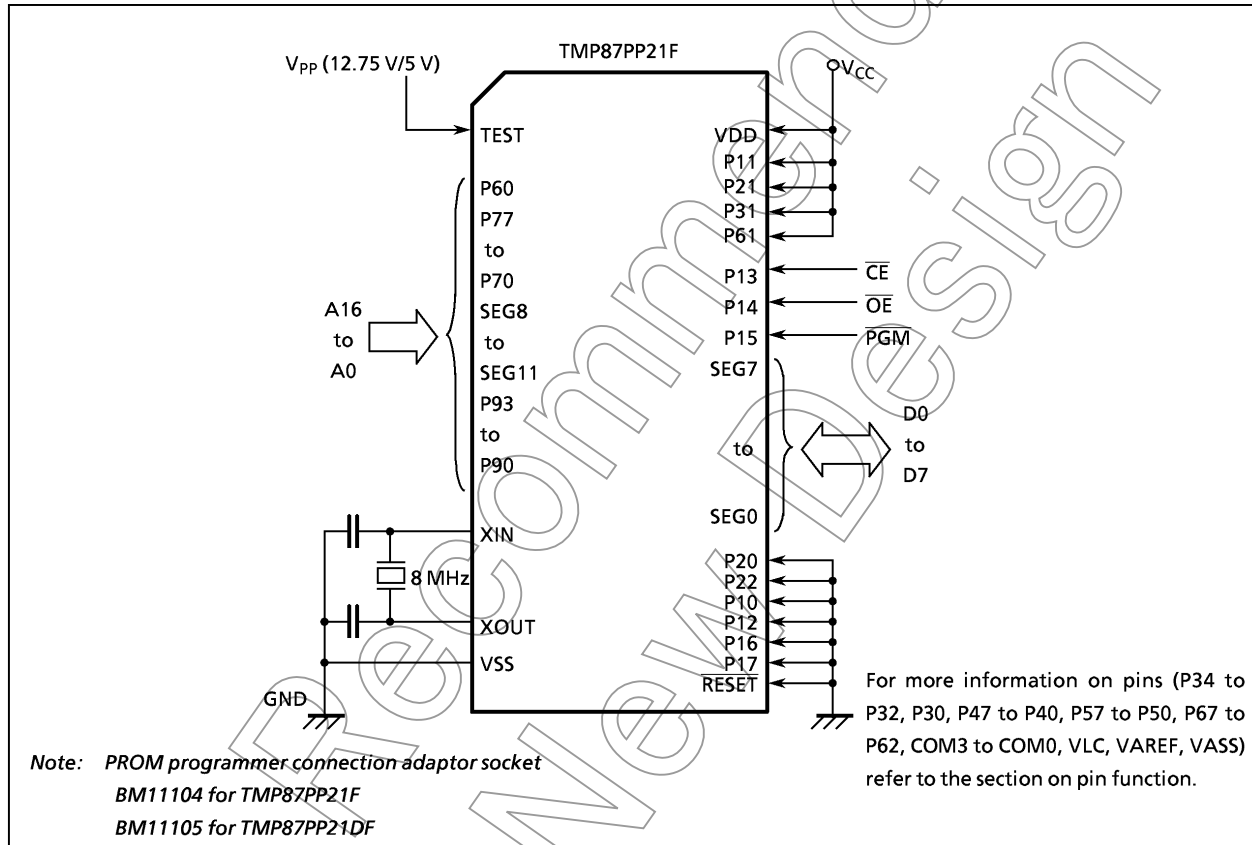 TMP87PP21F
VPP (12.75 V/5 V)
VCC
TEST
P60
P77
to
P70
SEG8
to
SEG11
P93
to
P90
A16
to
A0
XIN
8 MHz
XOUT
VSS
GND
VDD
P11
P21
P31
P61
P13
CE
P14
OE
P15
PGM
SEG7
to
SEG0
D0
to
D7
P20
P22
P10
P12
P16
P17
RESET
For more information on pins (P34 to
P32, P30, P47 to P40, P57 to P50, P67 to
P62, COM3 to COM0, VLC, VAREF, VASS)
refer to the section on pin function.
Note: PROM programmer connection adaptor socket
BM11104 for TMP87PP21F
BM11105 for TMP87PP21DF
New Design